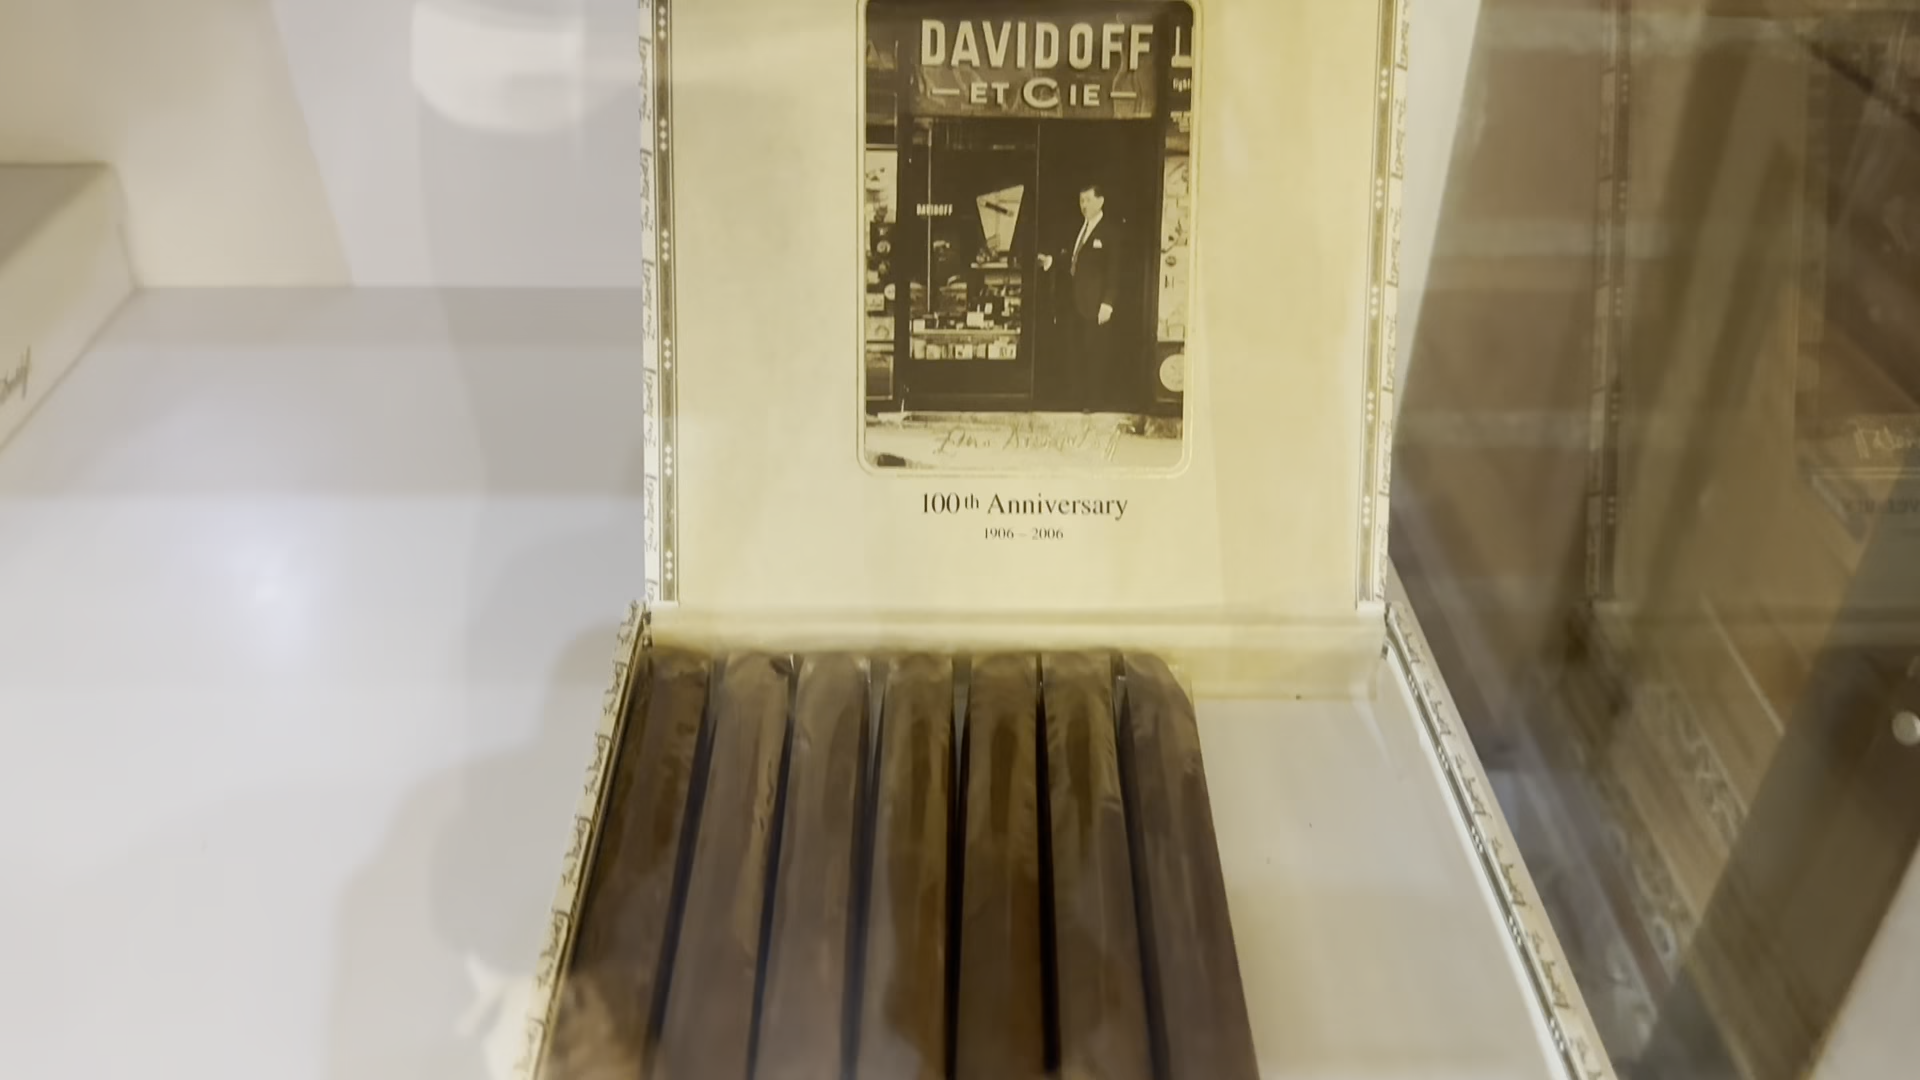 DAVIDOFF
ET CIE
DAVIDOFF
100th Anniversary
1906 – 2006